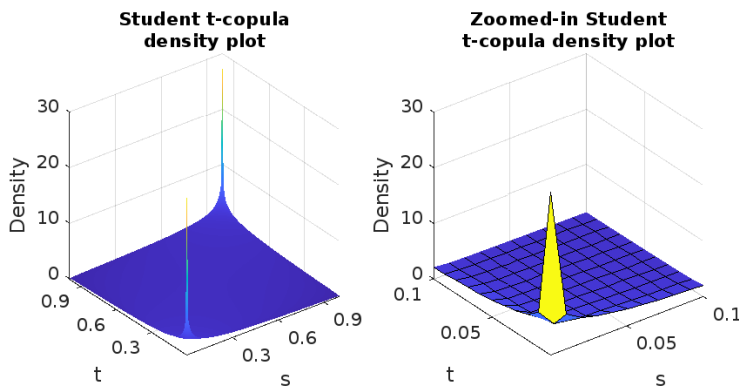 Student t-copula
density plot
30
20
10
0
Density
0.9
0.6
0.3
t
0.3
0.6
0.9
s
Zoomed-in Student
t-copula density plot
30
20
10
0
Density
0.1
0.05
t
0.05
0.1
s